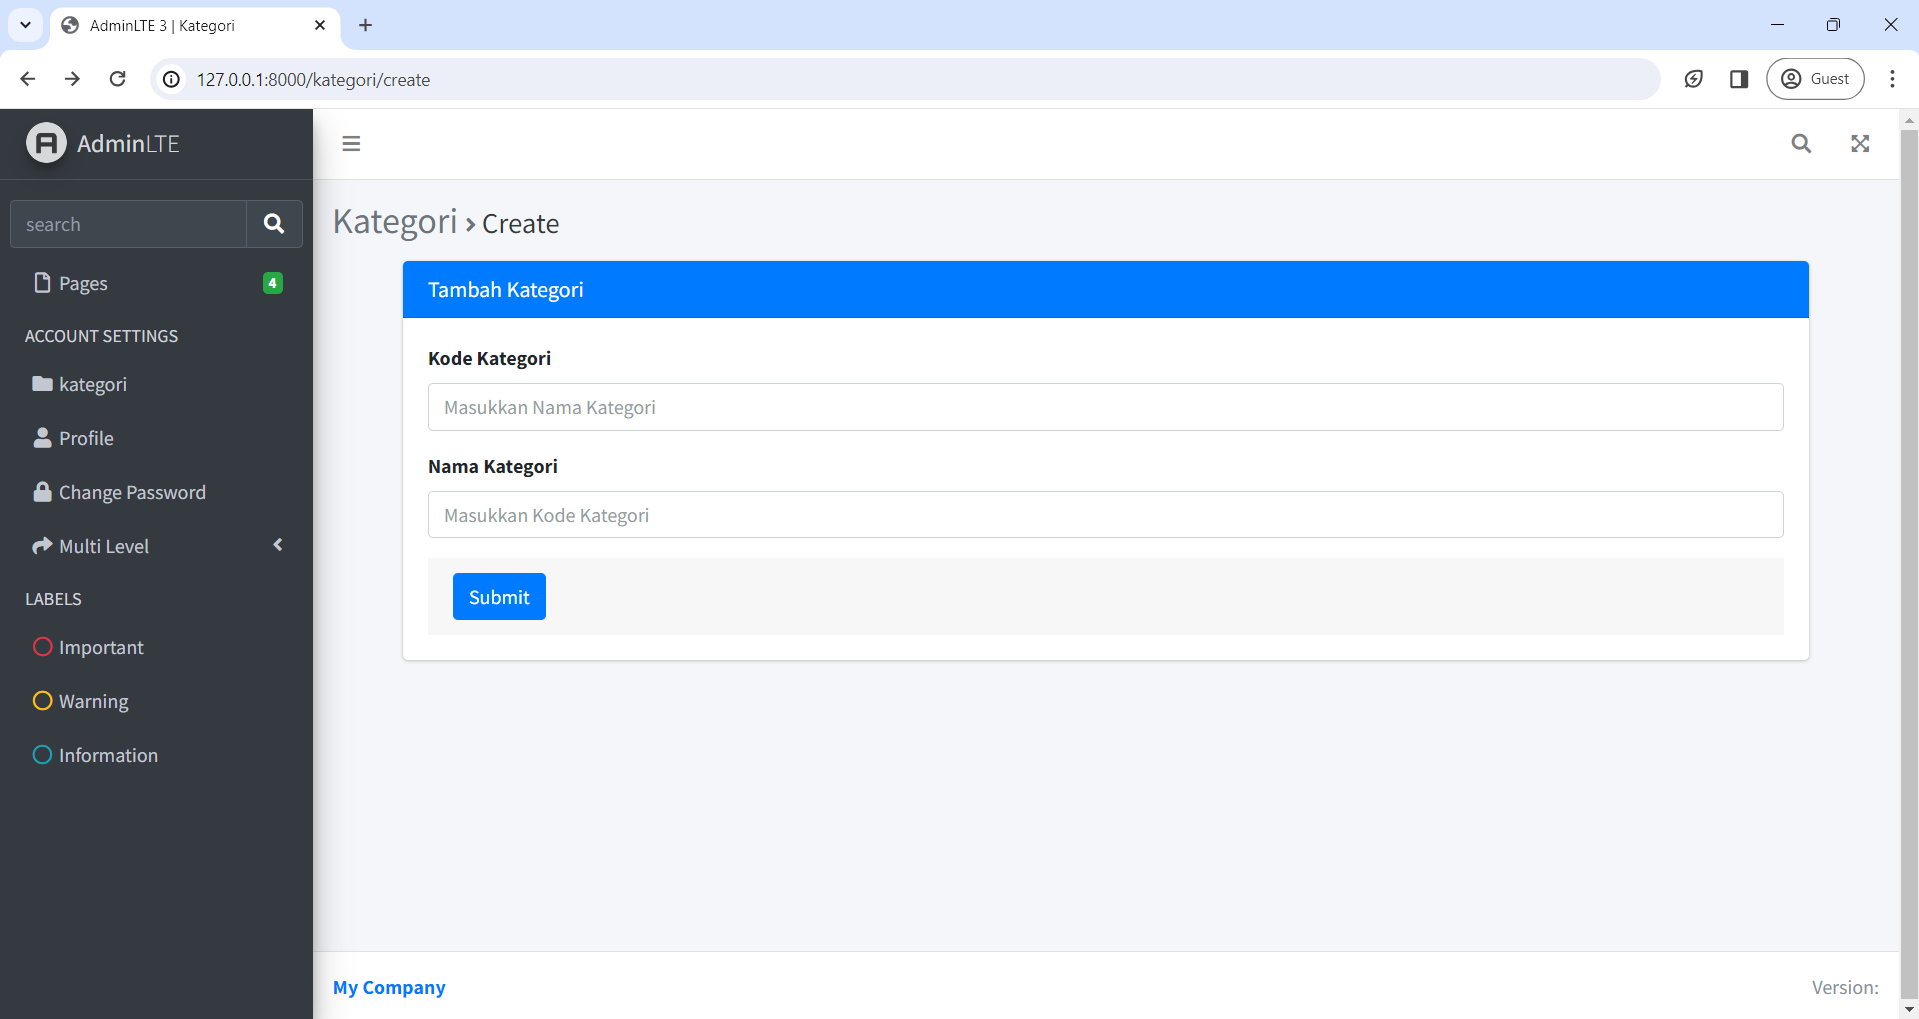 AdminLTE 3 | Kategori
127.0.0.1:8000/kategori/create
Guest
AdminLTE
search
Pages
4
ACCOUNT SETTINGS
kategori
Profile
Change Password
Multi Level
LABELS
Important
Warning
Information
Kategori › Create
Tambah Kategori
Kode Kategori
Masukkan Nama Kategori
Nama Kategori
Masukkan Kode Kategori
Submit
My Company
Version: